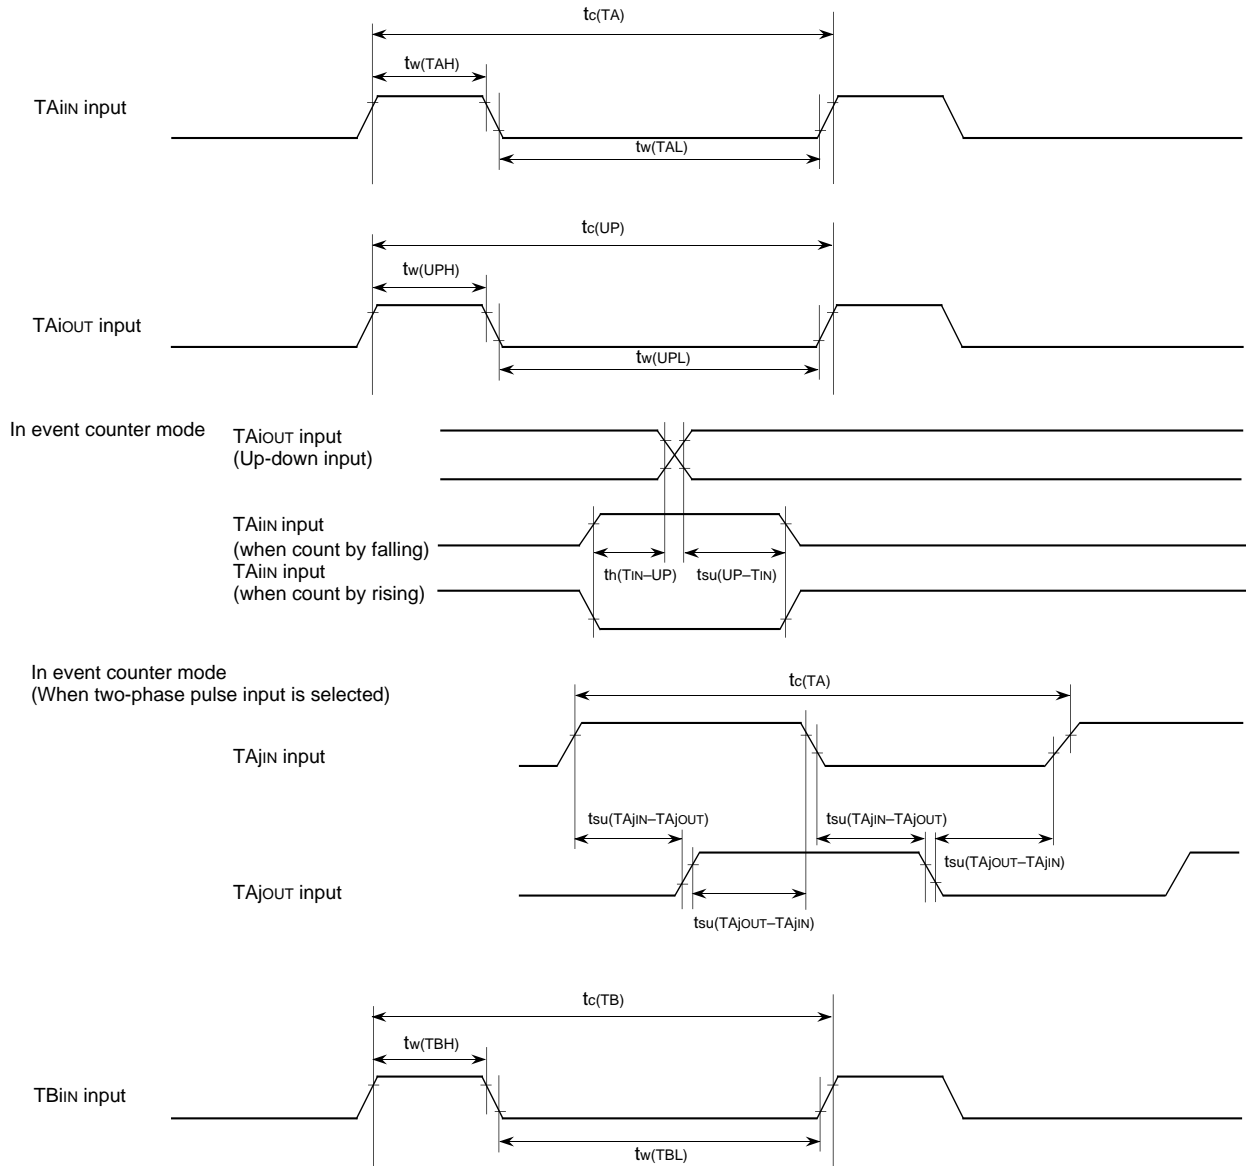 tc(TA)
tw(TAH)
TAiIN input
tw(TAL)
tc(UP)
tw(UPH)
TAiOUT input
tw(UPL)
In event counter mode
TAiOUT input
(Up-down input)
TAiIN input
(when count by falling)
th(TIN–UP) tsu(UP–TIN)
TAiIN input
(when count by rising)
In event counter mode
(When two-phase pulse input is selected)
tc(TA)
TAjIN input
tsu(TAjIN–TAjOUT) tsu(TAjIN–TAjOUT)
tsu(TAjOUT–TAjIN)
TAjOUT input
tsu(TAjOUT–TAjIN)
tc(TB)
tw(TBH)
TBiIN input
tw(TBL)